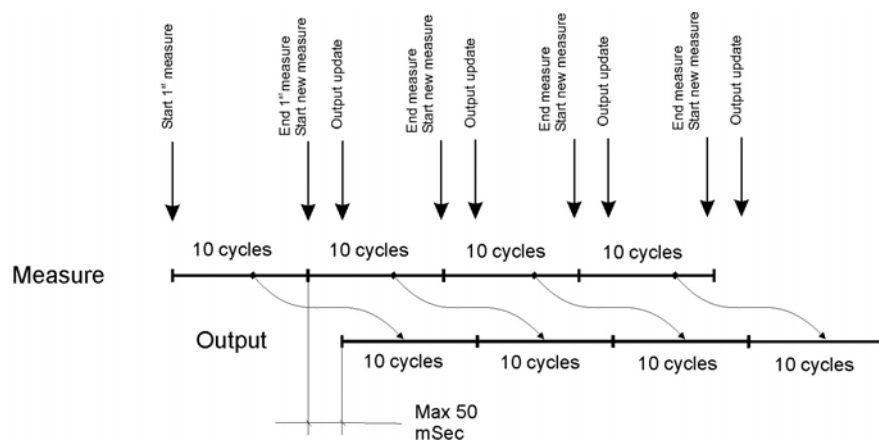 Start 1st measure
End 1st measure
Start new measure
Output update
End measure
Start new measure
Output update
End measure
Start new measure
Output update
End measure
Start new measure
Output update
Measure
10 cycles
10 cycles
10 cycles
10 cycles
Output
10 cycles
10 cycles
10 cycles
10 cycles
Max 50
mSec